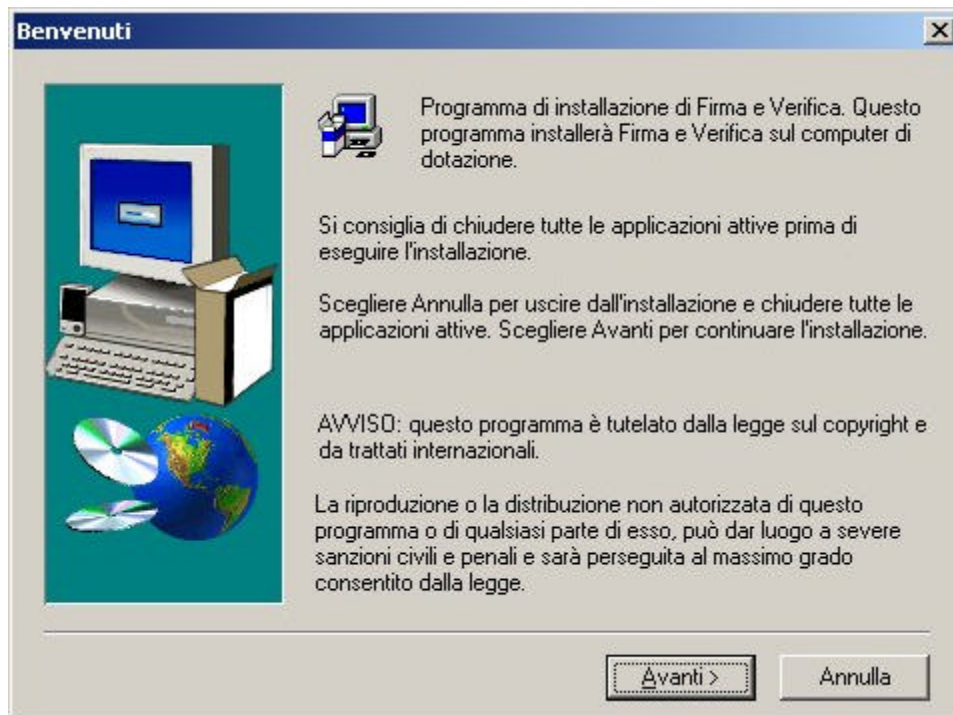 Benvenuti
Programma di installazione di Firma e Verifica. Questo
programma installerà Firma e Verifica sul computer di
dotazione.
Si consiglia di chiudere tutte le applicazioni attive prima di
eseguire l'installazione.
Scegliere Annulla per uscire dall'installazione e chiudere tutte le
applicazioni attive. Scegliere Avanti per continuare l'installazione.
AVVISO: questo programma è tutelato dalla legge sul copyright e
da trattati internazionali.
La riproduzione o la distribuzione non autorizzata di questo
programma o di qualsiasi parte di esso, può dar luogo a severe
sanzioni civili e penali e sarà perseguita al massimo grado
consentito dalla legge.
Avanti >
Annulla